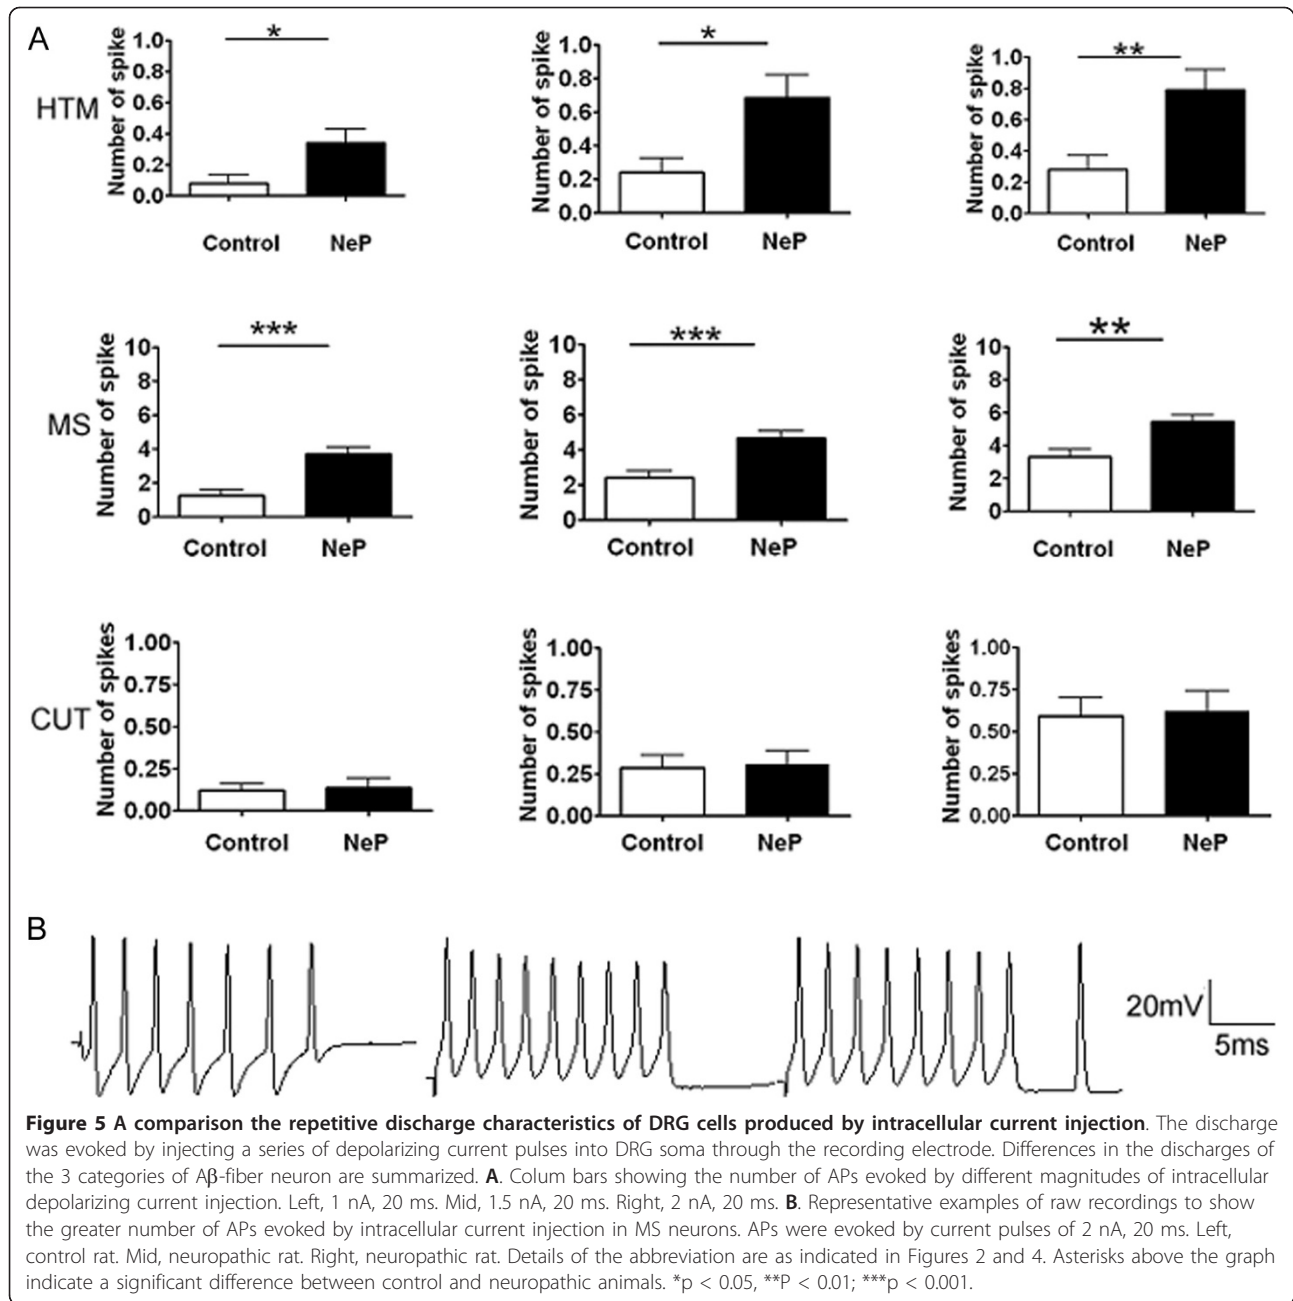 A
HTM
*
Number of spike
1.0
0.8
0.6
0.4
0.2
0.0
Control NeP
*
Number of spike
1.0
0.8
0.6
0.4
0.2
0.0
Control NeP
**
Number of spike
1.0
0.8
0.6
0.4
0.2
0.0
Control NeP
MS
***
Number of spike
10
8
6
4
2
0
Control NeP
***
Number of spike
10
8
6
4
2
0
Control NeP
**
Number of spike
10
8
6
4
2
0
Control NeP
CUT
Number of spikes
1.00
0.75
0.50
0.25
0.00
Control NeP
Number of spikes
1.00
0.75
0.50
0.25
0.00
Control NeP
Number of spikes
1.00
0.75
0.50
0.25
0.00
Control NeP
B
20mV
5ms
Figure 5 A comparison the repetitive discharge characteristics of DRG cells produced by intracellular current injection. The discharge
was evoked by injecting a series of depolarizing current pulses into DRG soma through the recording electrode. Differences in the discharges of
the 3 categories of Aβ-fiber neuron are summarized. A. Colum bars showing the number of APs evoked by different magnitudes of intracellular
depolarizing current injection. Left, 1 nA, 20 ms. Mid, 1.5 nA, 20 ms. Right, 2 nA, 20 ms. B. Representative examples of raw recordings to show
the greater number of APs evoked by intracellular current injection in MS neurons. APs were evoked by current pulses of 2 nA, 20 ms. Left,
control rat. Mid, neuropathic rat. Right, neuropathic rat. Details of the abbreviation are as indicated in Figures 2 and 4. Asterisks above the graph
indicate a significant difference between control and neuropathic animals. *p < 0.05, **P < 0.01; ***p < 0.001.